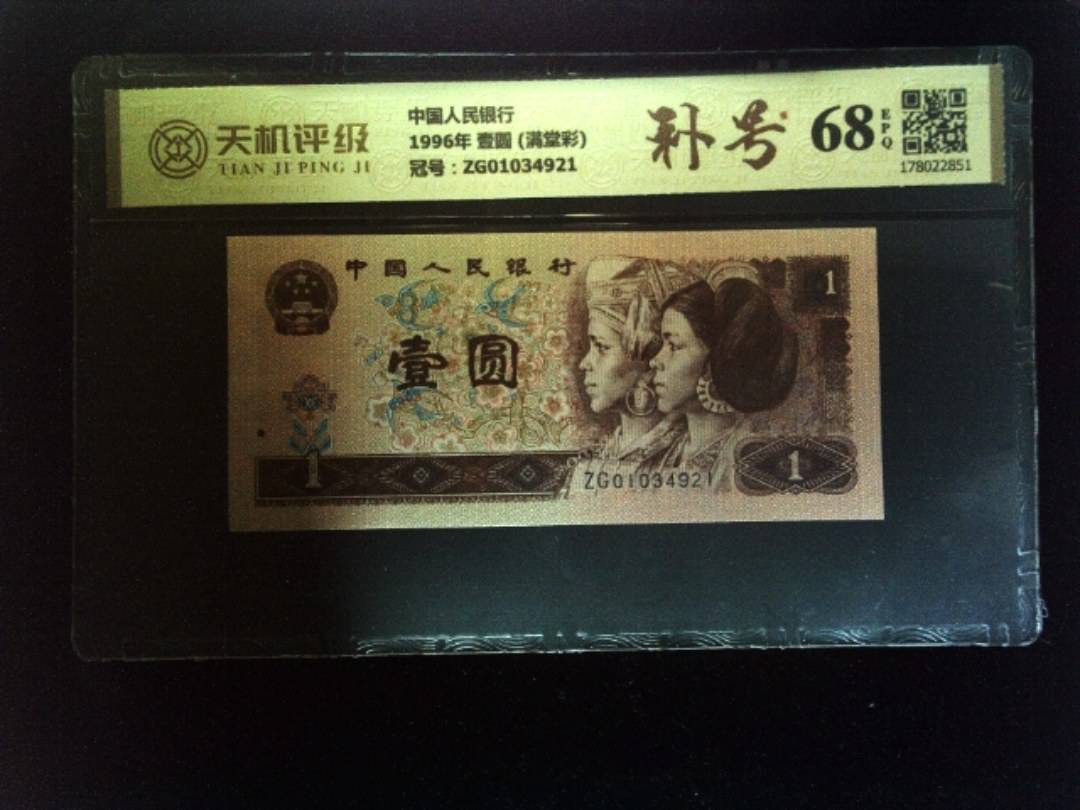 天机评级
TIAN JI PING JI
中国人民银行
1996年 壹圆 (满堂彩)
冠号：ZG01034921
补号
68
EPQ
178022851
中国人民银行
1
壹圆
1
ZG01034921
1